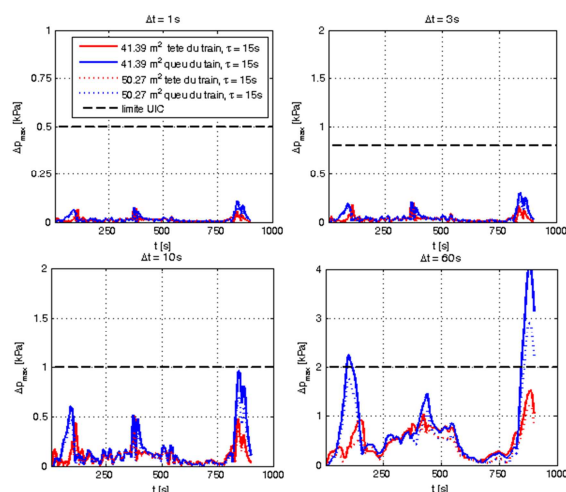 Δt = 1s
Δp_max [kPa]
1
0.75
0.5
0.25
0
250
500
750
1000
t [s]
41.39 m² tete du train, τ = 15s
41.39 m² queu du tain, τ = 15s
50.27 m² tete du train, τ = 15s
50.27 m² queu du train, τ = 15s
limite UIC
Δt = 3s
Δp_max [kPa]
2
1.5
1
0.5
0
250
500
750
1000
t [s]
Δt = 10s
Δp_max [kPa]
2
1.5
1
0.5
0
250
500
750
1000
t [s]
Δt = 60s
Δp_max [kPa]
4
3
2
1
0
250
500
750
1000
t [s]